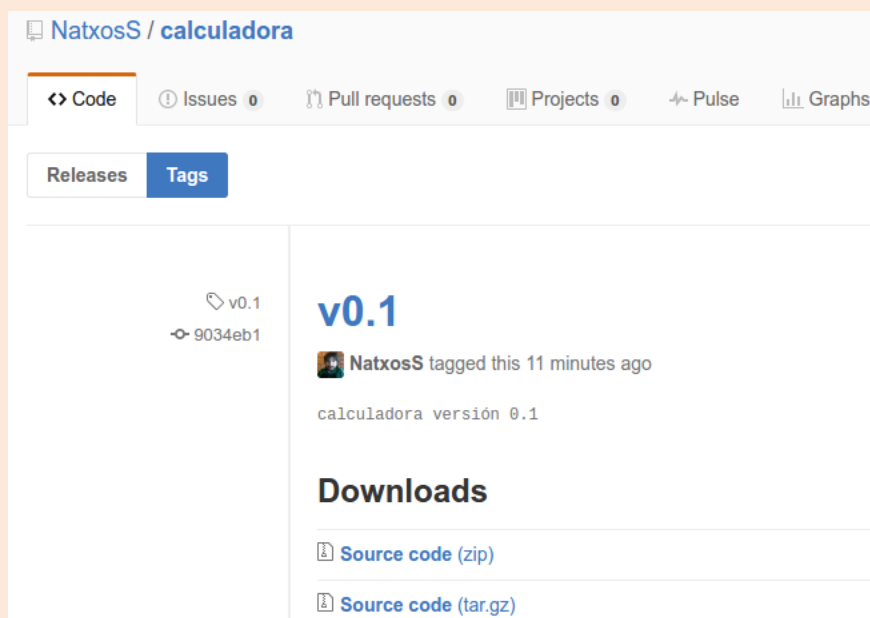 NatxosS / calculadora
Code Issues 0 Pull requests 0 Projects 0 Pulse Graphs
Releases Tags
v0.1
9034eb1
v0.1
NatxosS tagged this 11 minutes ago
calculadora versión 0.1
Downloads
Source code (zip)
Source code (tar.gz)